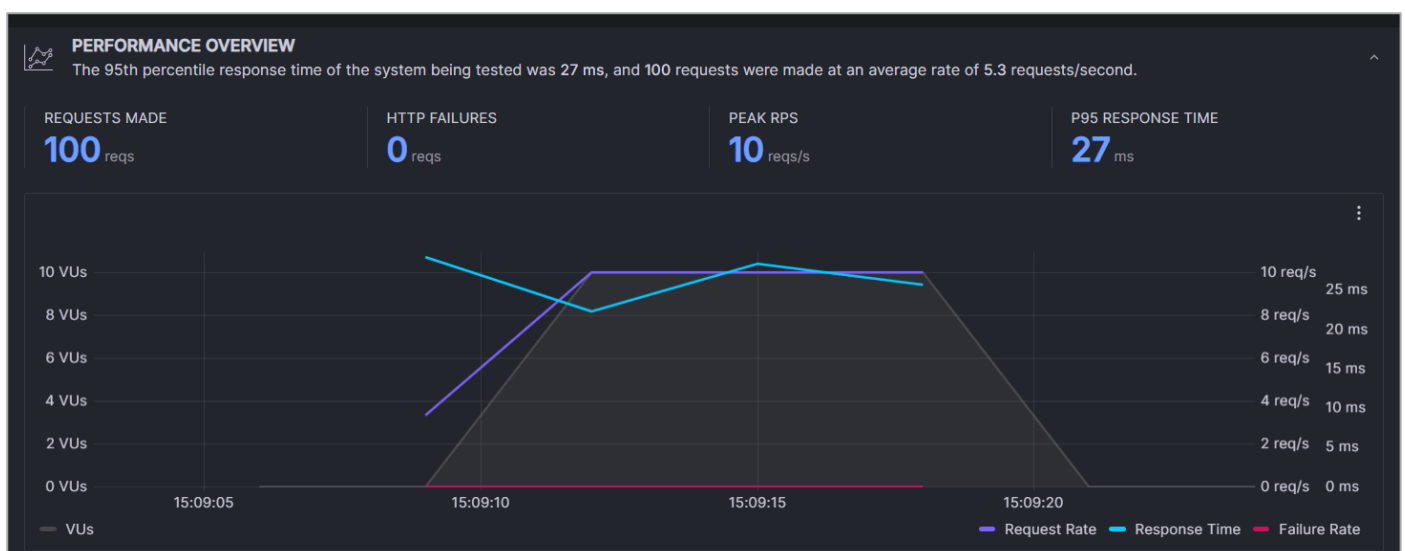 PERFORMANCE OVERVIEW
The 95th percentile response time of the system being tested was 27 ms, and 100 requests were made at an average rate of 5.3 requests/second.
REQUESTS MADE
100 reqs
HTTP FAILURES
0 reqs
PEAK RPS
10 reqs/s
P95 RESPONSE TIME
27 ms
10 VUs
8 VUs
6 VUs
4 VUs
2 VUs
0 VUs
10 req/s
8 req/s
6 req/s
4 req/s
2 req/s
0 req/s
25 ms
20 ms
15 ms
10 ms
5 ms
0 ms
15:09:05
15:09:10
15:09:15
15:09:20
VUs
Request Rate
Response Time
Failure Rate